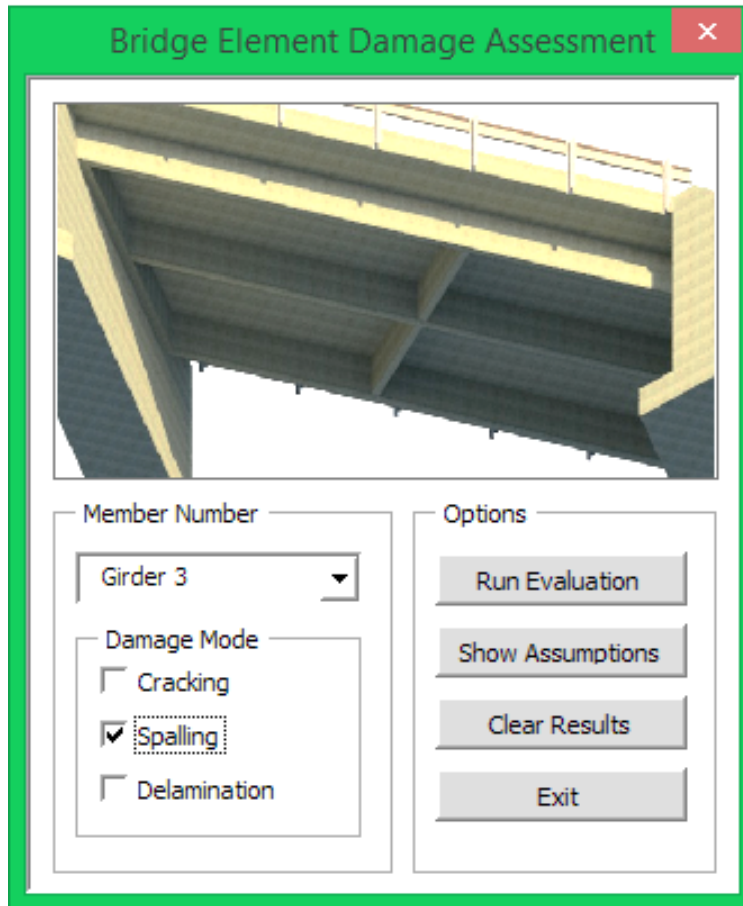 Bridge Element Damage Assessment
Member Number
Girder 3
Damage Mode
Cracking
Spalling
Delamination
Options
Run Evaluation
Show Assumptions
Clear Results
Exit